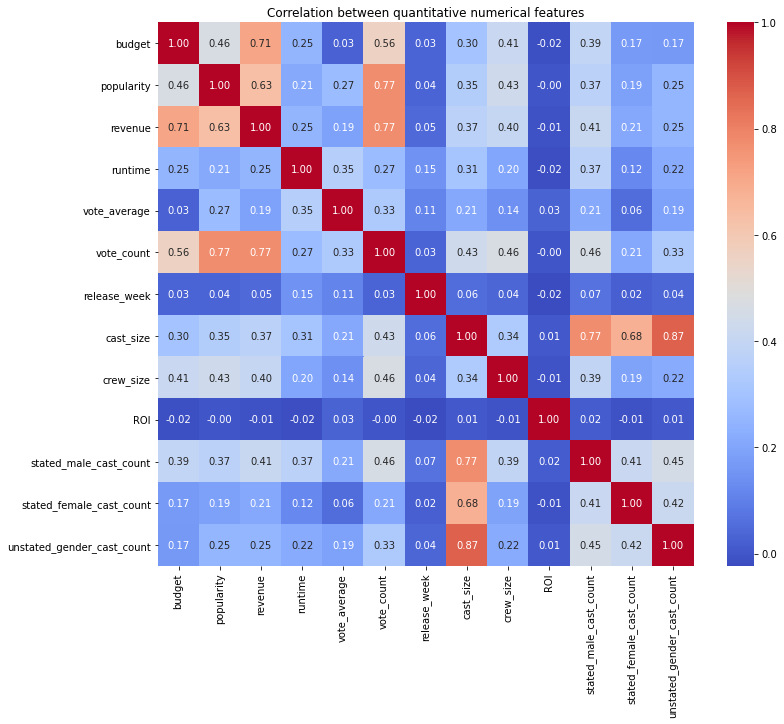 Correlation between quantitative numerical features
budget 1.00 0.46 0.71 0.25 0.03 0.56 0.03 0.30 0.41 -0.02 0.39 0.17 0.17
popularity 0.46 1.00 0.63 0.21 0.27 0.77 0.04 0.35 0.43 -0.00 0.37 0.19 0.25
revenue 0.71 0.63 1.00 0.25 0.19 0.77 0.05 0.37 0.40 -0.01 0.41 0.21 0.25
runtime 0.25 0.21 0.25 1.00 0.35 0.27 0.15 0.31 0.20 -0.02 0.37 0.12 0.22
vote_average 0.03 0.27 0.19 0.35 1.00 0.33 0.11 0.21 0.14 0.03 0.21 0.06 0.19
vote_count 0.56 0.77 0.77 0.27 0.33 1.00 0.03 0.43 0.46 -0.00 0.46 0.21 0.33
release_week 0.03 0.04 0.05 0.15 0.11 0.03 1.00 0.06 0.04 -0.02 0.07 0.02 0.04
cast_size 0.30 0.35 0.37 0.31 0.21 0.43 0.06 1.00 0.34 0.01 0.77 0.68 0.87
crew_size 0.41 0.43 0.40 0.20 0.14 0.46 0.04 0.34 1.00 -0.01 0.39 0.19 0.22
ROI -0.02 -0.00 -0.01 -0.02 0.03 -0.00 -0.02 0.01 -0.01 1.00 0.02 -0.01 0.01
stated_male_cast_count 0.39 0.37 0.41 0.37 0.21 0.46 0.07 0.77 0.39 0.02 1.00 0.41 0.45
stated_female_cast_count 0.17 0.19 0.21 0.12 0.06 0.21 0.02 0.68 0.19 -0.01 0.41 1.00 0.42
unstated_gender_cast_count 0.17 0.25 0.25 0.22 0.19 0.33 0.04 0.87 0.22 0.01 0.45 0.42 1.00
budget
popularity
revenue
runtime
vote_average
vote_count
release_week
cast_size
crew_size
ROI
stated_male_cast_count
stated_female_cast_count
unstated_gender_cast_count
1.0
0.8
0.6
0.4
0.2
0.0